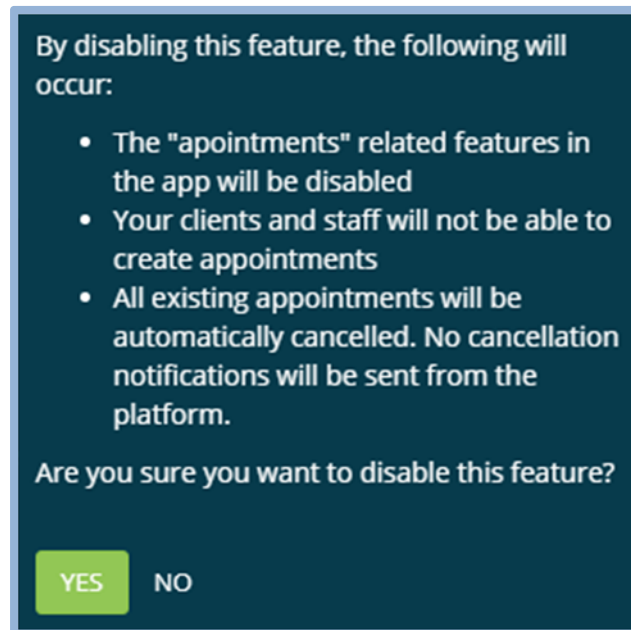 By disabling this feature, the following will
occur:
• The "apointments" related features in
the app will be disabled
• Your clients and staff will not be able to
create appointments
• All existing appointments will be
automatically cancelled. No cancellation
notifications will be sent from the
platform.
Are you sure you want to disable this feature?
YES NO